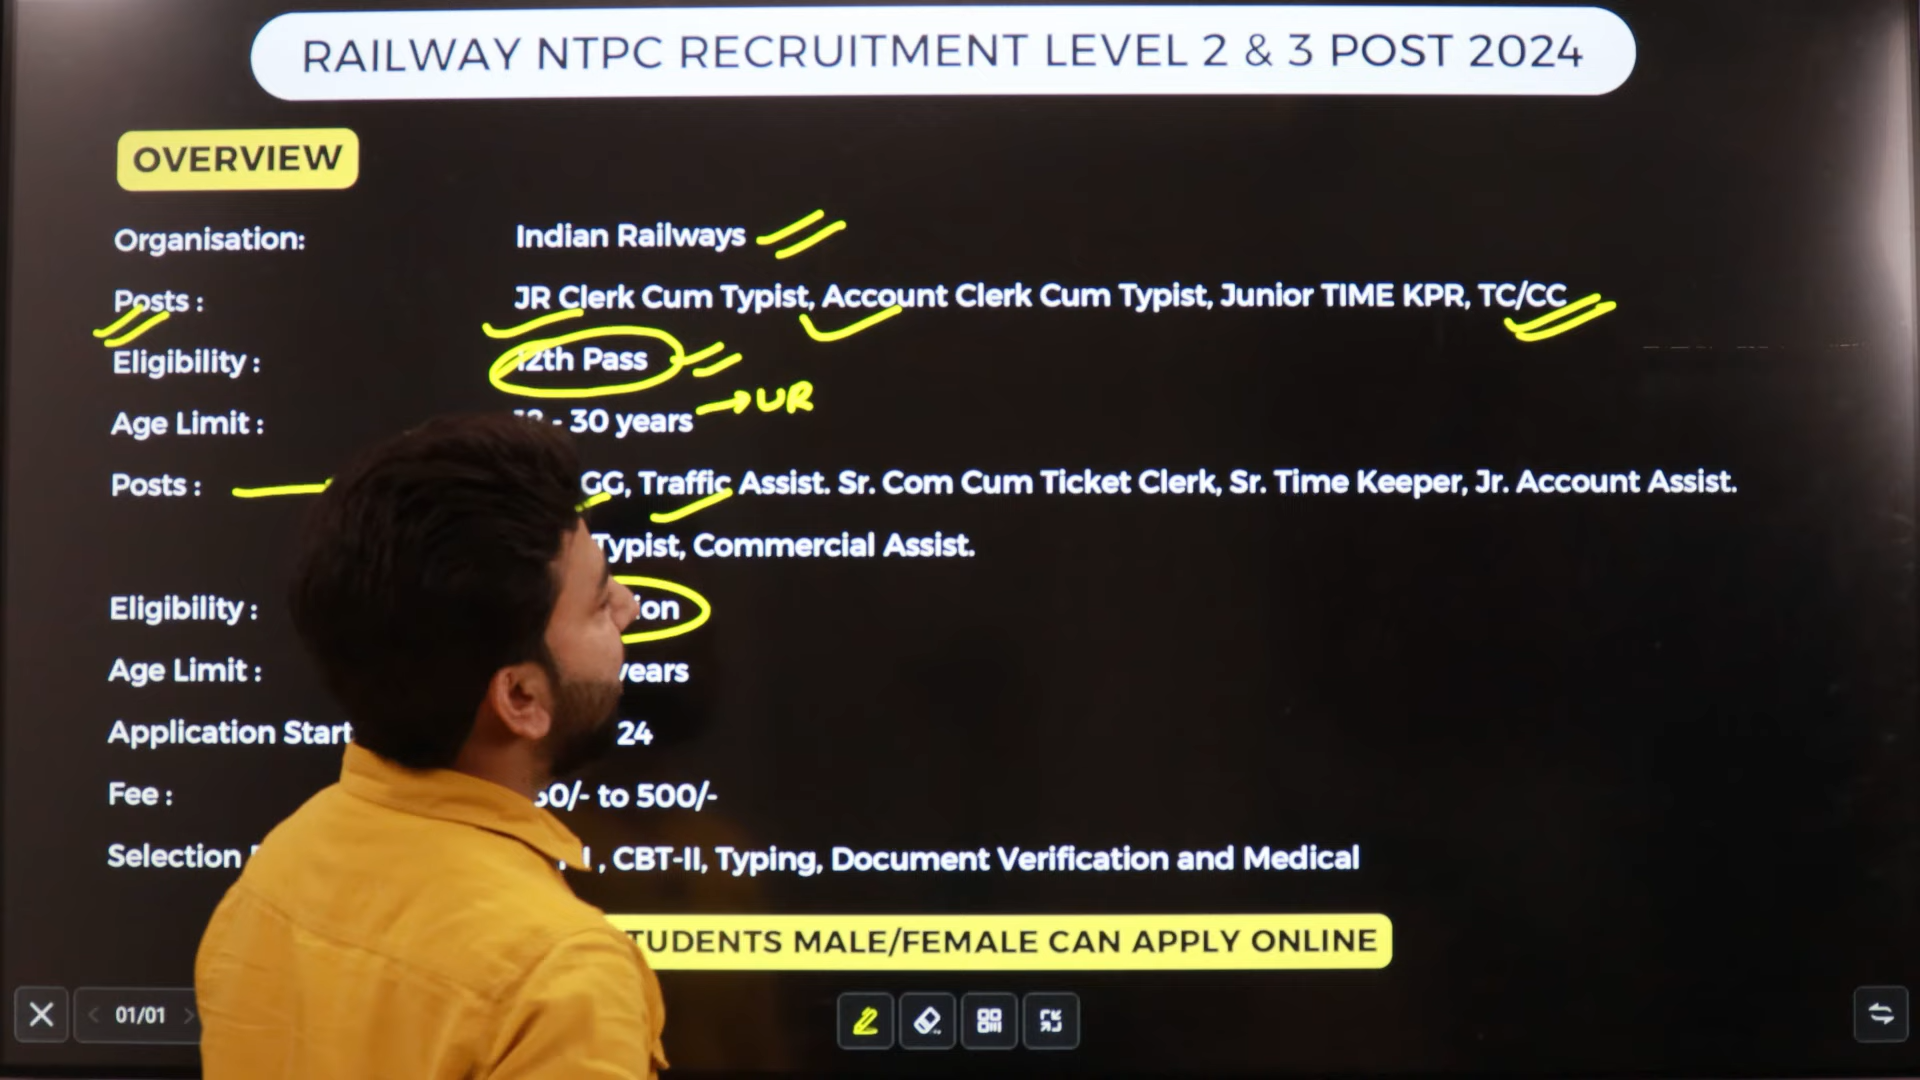 RAILWAY NTPC RECRUITMENT LEVEL 2 & 3 POST 2024
OVERVIEW
Organisation: Indian Railways
Posts : JR Clerk Cum Typist, Account Clerk Cum Typist, Junior TIME KPR, TC/CC
Eligibility : 12th Pass
Age Limit : - 30 years → UR
Posts : GG, Traffic Assist. Sr. Com Cum Ticket Clerk, Sr. Time Keeper, Jr. Account Assist.
Typist, Commercial Assist.
Eligibility :
Age Limit : years
Application Start 24
Fee : to 500/-
Selection , CBT-II, Typing, Document Verification and Medical
MALE/FEMALE CAN APPLY ONLINE
01/01